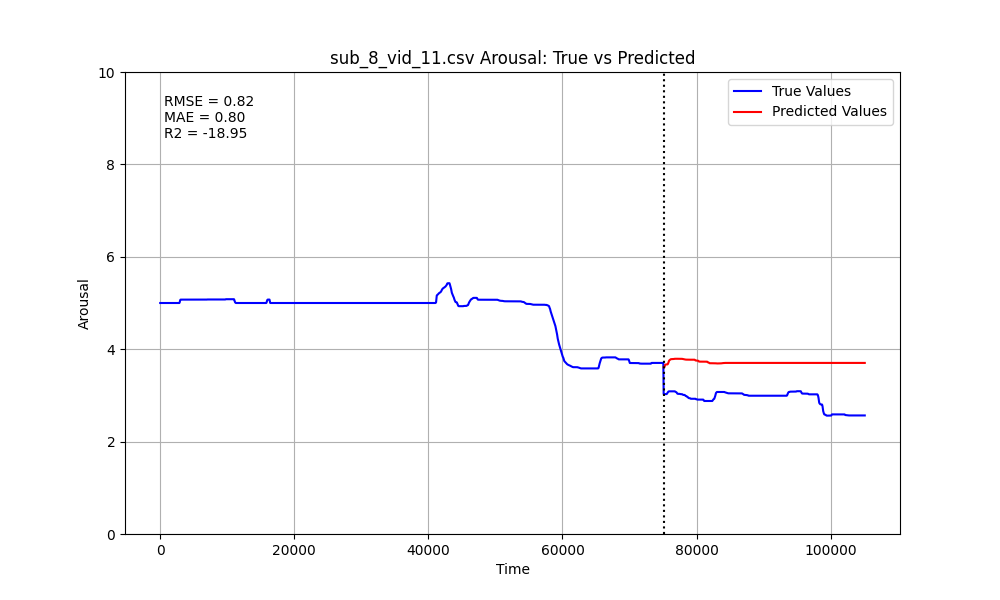 sub_8_vid_11.csv Arousal: True vs Predicted
RMSE = 0.82
MAE = 0.80
R2 = -18.95
True Values
Predicted Values
10
8
6
4
2
0
Arousal
0 20000 40000 60000 80000 100000
Time